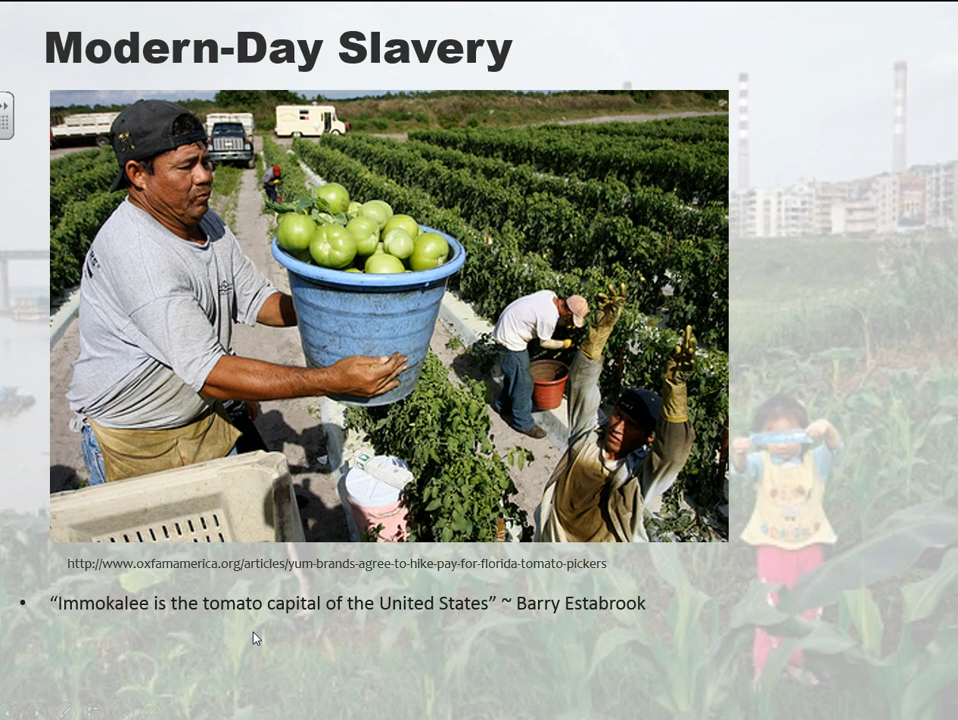 Modern-Day Slavery
http://www.oxfamamerica.org/articles/yum-brands-agree-to-hike-pay-for-florida-tomato-pickers
• “Immokalee is the tomato capital of the United States” ~ Barry Estabrook